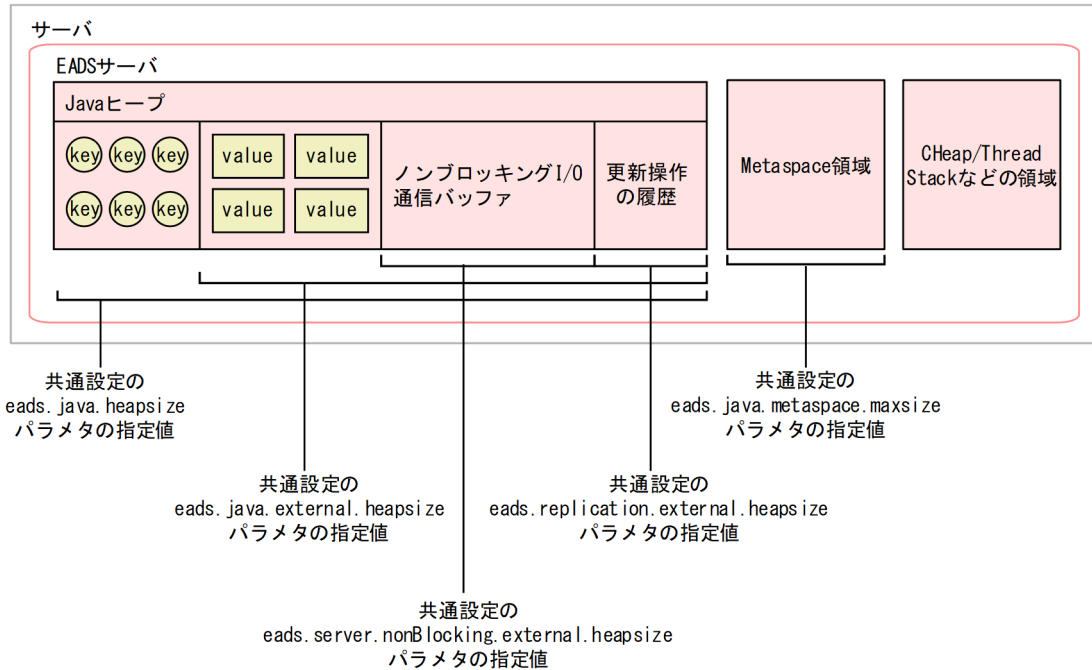 サーバ
EADSサーバ
Javaヒープ
key key key
key key key
value value
value value
ノンブロッキングI/O
通信バッファ
更新操作
の履歴
Metaspace領域
CHeap/Thread
Stackなどの領域
共通設定の
eads.java.heapsize
パラメタの指定値
共通設定の
eads.java.metaspace.maxsize
パラメタの指定値
共通設定の
eads.java.external.heapsize
パラメタの指定値
共通設定の
eads.replication.external.heapsize
パラメタの指定値
共通設定の
eads.server.nonBlocking.external.heapsize
パラメタの指定値